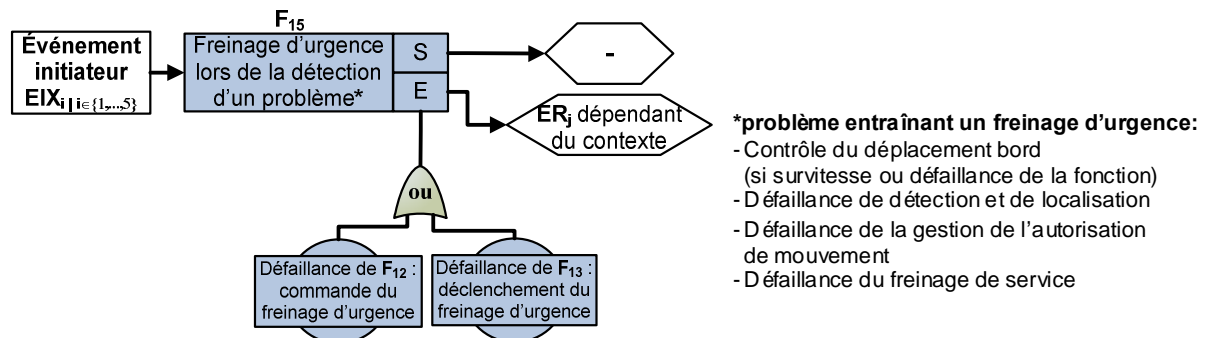 F15
Événement
initiateur
EIXi | i∈{1,...,5}
Freinage d’urgence
lors de la détection
d’un problème*
S
E
-
ERj dépendant
du contexte
ou
Défaillance de F12 :
commande du
freinage d’urgence
Défaillance de F13 :
déclenchement du
freinage d’urgence
*problème entraînant un freinage d’urgence:
- Contrôle du déplacement bord
(si survitesse ou défaillance de la fonction)
- Défaillance de détection et de localisation
- Défaillance de la gestion de l’autorisation
de mouvement
- Défaillance du freinage de service